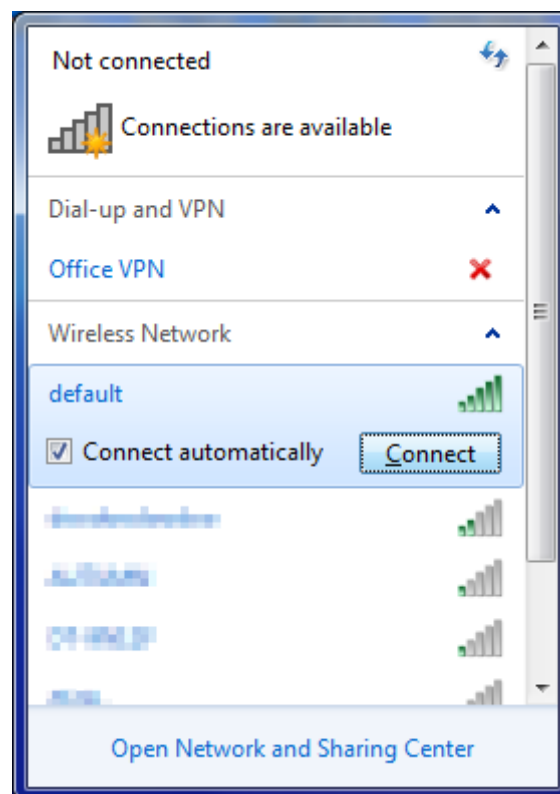 Not connected
Connections are available
Dial-up and VPN
Office VPN
Wireless Network
default
Connect automatically Connect
Open Network and Sharing Center